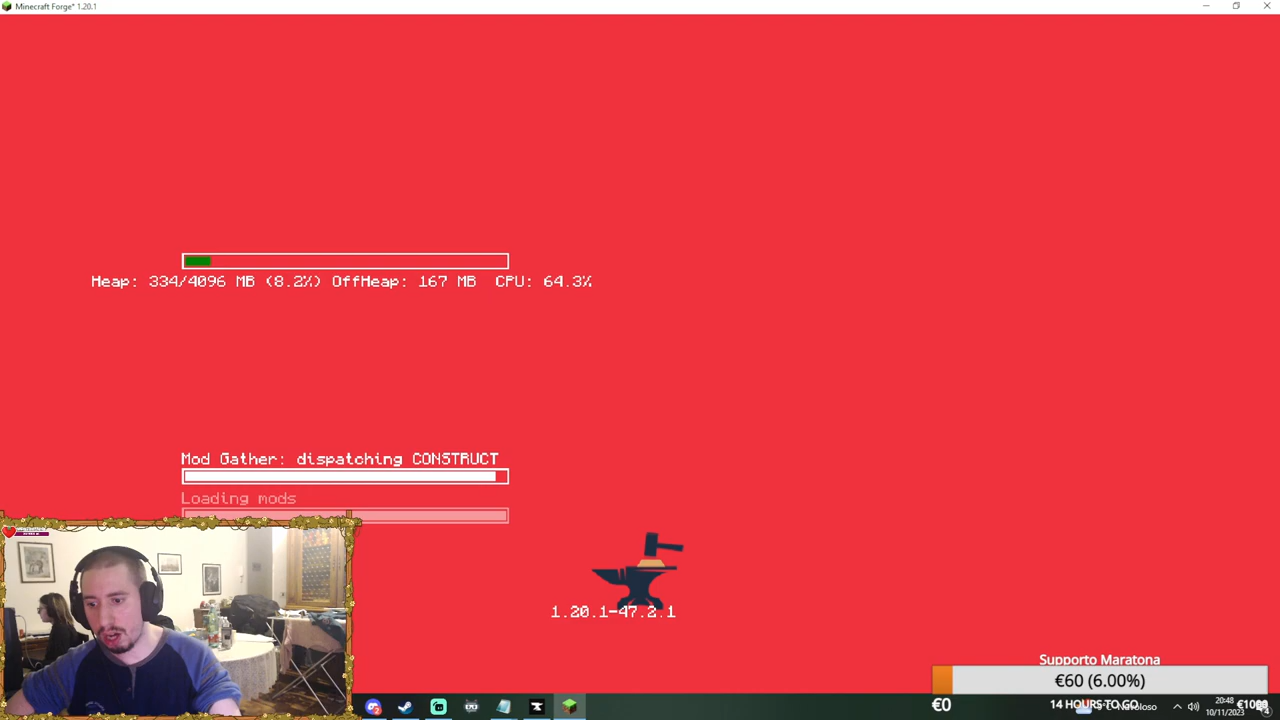 Minecraft Forge* 1.20.1
Heap: 334/4096 MB (8.2%) OffHeap: 167 MB CPU: 64.3%
Mod Gather: dispatching CONSTRUCT
Loading mods
1.20.1-47.2.1
Supporto Maratona
€60 (6.00%)
€0
14 HOURS TO GO
20:48
10/11/2023